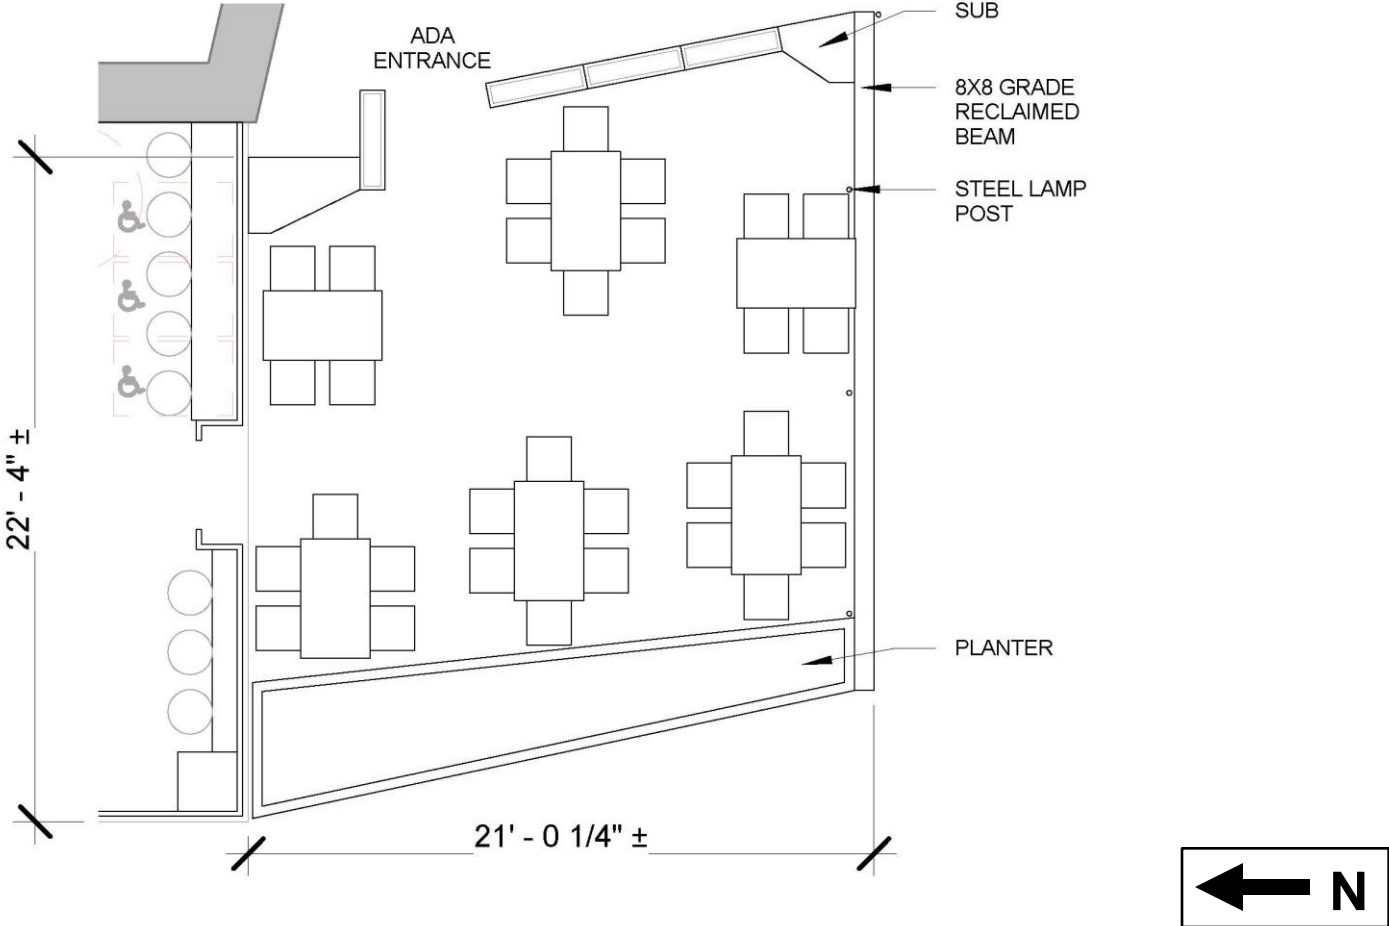 SUB
ADA
ENTRANCE
8X8 GRADE
RECLAIMED
BEAM
STEEL LAMP
POST
22' - 4" ±
PLANTER
21' - 0 1/4" ±
N